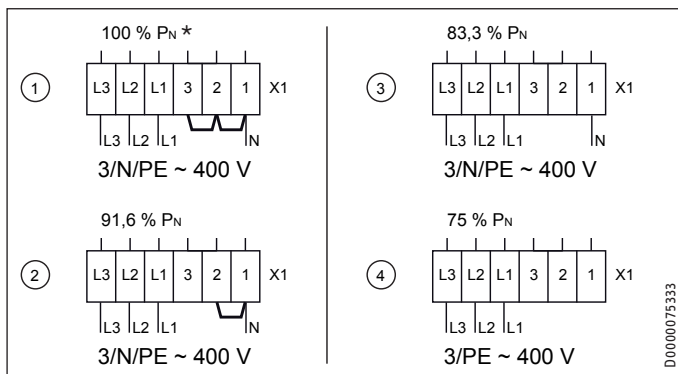 100 % PN *
1
L3 L2 L1 3 2 1 X1
L3 L2 L1 N
3/N/PE ~ 400 V
91,6 % PN
2
L3 L2 L1 3 2 1 X1
L3 L2 L1 N
3/N/PE ~ 400 V
83,3 % PN
3
L3 L2 L1 3 2 1 X1
L3 L2 L1 N
3/N/PE ~ 400 V
75 % PN
4
L3 L2 L1 3 2 1 X1
L3 L2 L1
3/PE ~ 400 V
D0000075333